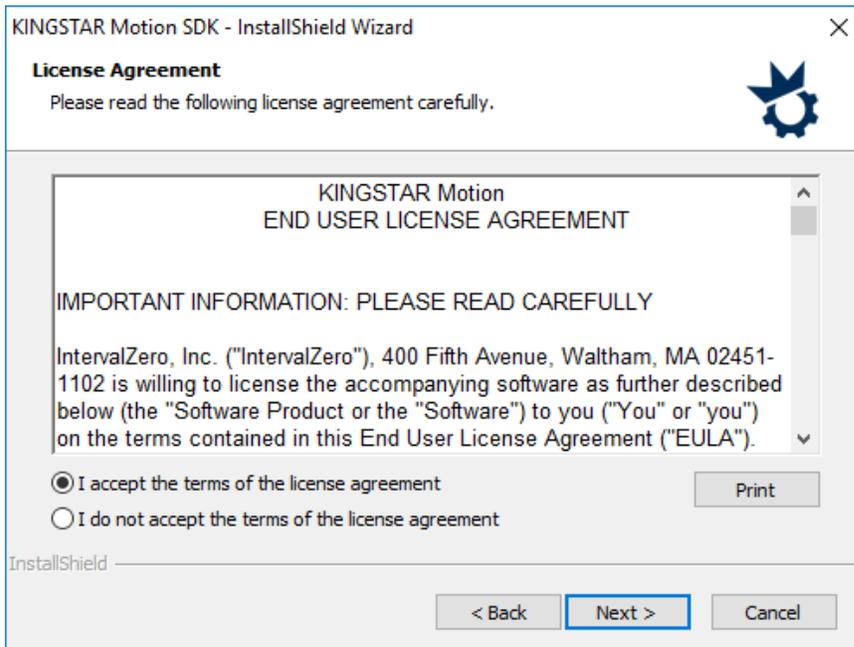 KINGSTAR Motion SDK - InstallShield Wizard
License Agreement
Please read the following license agreement carefully.
KINGSTAR Motion
END USER LICENSE AGREEMENT
IMPORTANT INFORMATION: PLEASE READ CAREFULLY
IntervalZero, Inc. ("IntervalZero"), 400 Fifth Avenue, Waltham, MA 02451-
1102 is willing to license the accompanying software as further described
below (the "Software Product or the "Software") to you ("You" or "you")
on the terms contained in this End User License Agreement ("EULA").
I accept the terms of the license agreement
Print
I do not accept the terms of the license agreement
InstallShield
< Back Next > Cancel